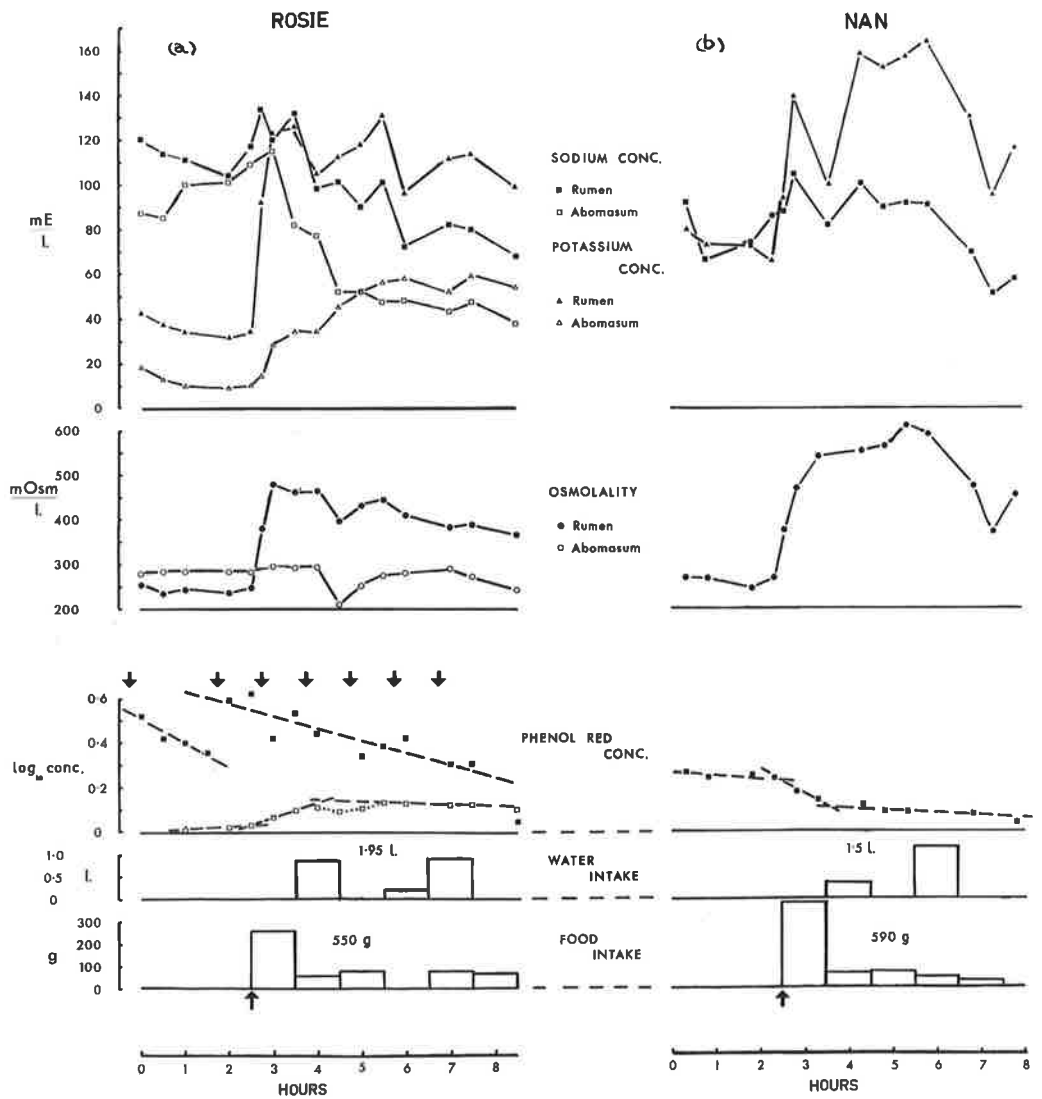 ROSIE
NAN
(a)
(b)
160
140
120
100
80
60
40
20
0
mE
l.
SODIUM CONC.
Rumen
Abomasum
POTASSIUM
CONC.
Rumen
Abomasum
600
500
400
300
200
mOsm
l.
OSMOLALITY
Rumen
Abomasum
0·6
0·4
0·2
0
log10 conc.
PHENOL RED
CONC.
1·0
0·5
0
l.
1·95 l.
WATER
INTAKE
1·5 l.
300
200
100
0
g
550 g
FOOD
INTAKE
590 g
0 1 2 3 4 5 6 7 8
HOURS
0 1 2 3 4 5 6 7 8
HOURS